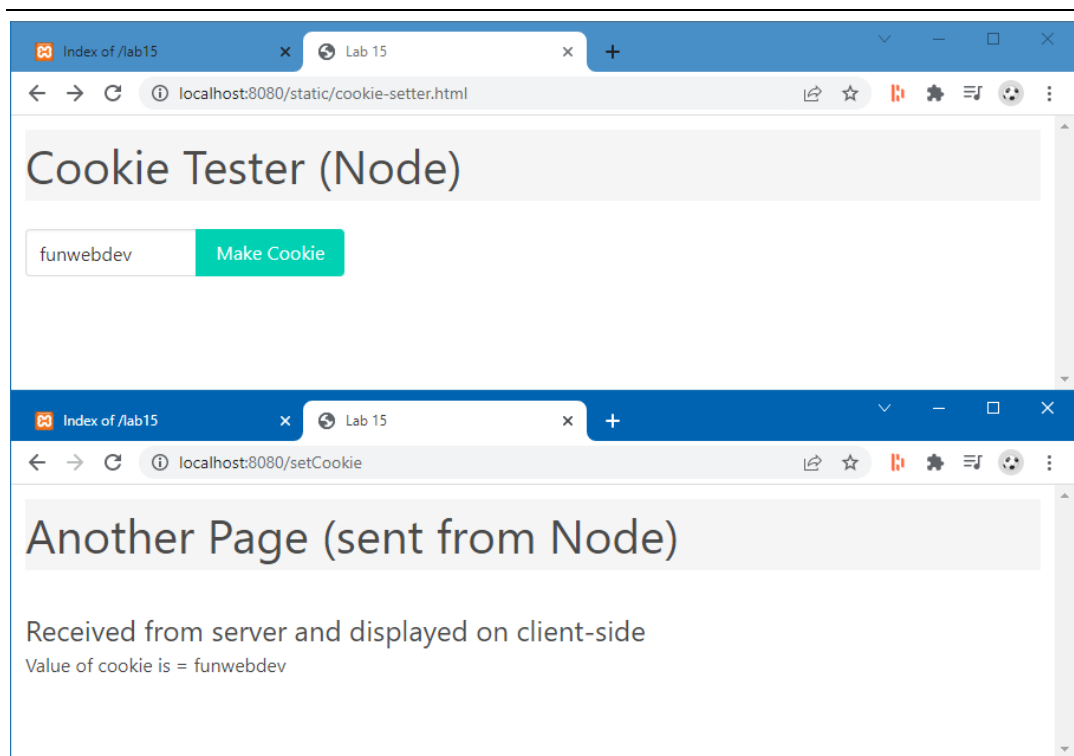 Index of /lab15
Lab 15
localhost:8080/static/cookie-setter.html
Cookie Tester (Node)
funwebdev
Make Cookie
Index of /lab15
Lab 15
localhost:8080/setCookie
Another Page (sent from Node)
Received from server and displayed on client-side
Value of cookie is = funwebdev